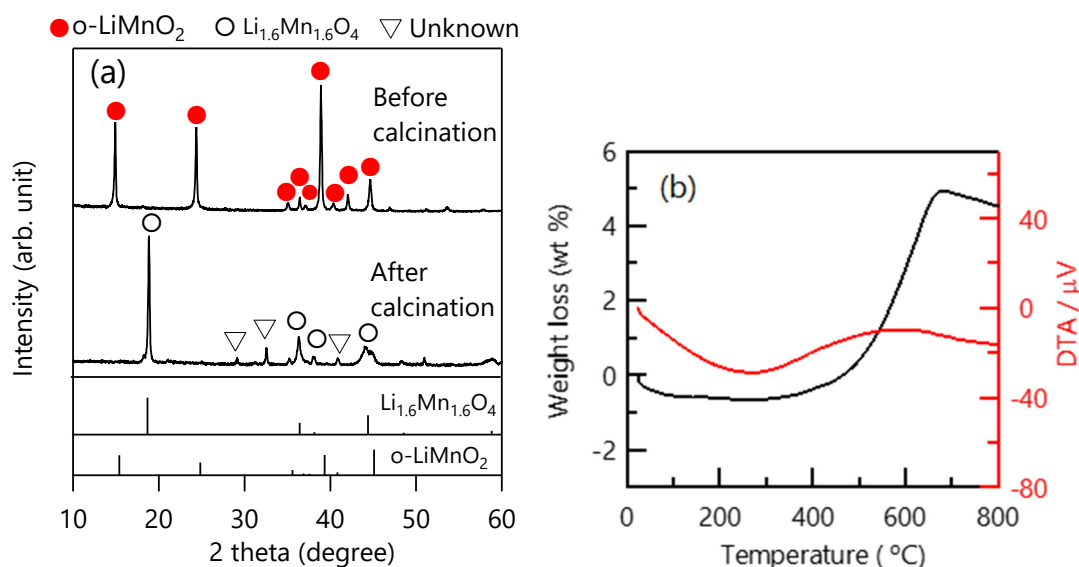 o-LiMnO₂ Li₁.₆Mn₁.₆O₄ Unknown
(a)
Before
calcination
After
calcination
Li₁.₆Mn₁.₆O₄
o-LiMnO₂
Intensity (arb. unit)
10 20 30 40 50 60
2 theta (degree)
(b)
6
4
2
0
-2
Weight loss (wt %)
40
0
-40
-80
DTA / μV
0 200 400 600 800
Temperature ( °C)